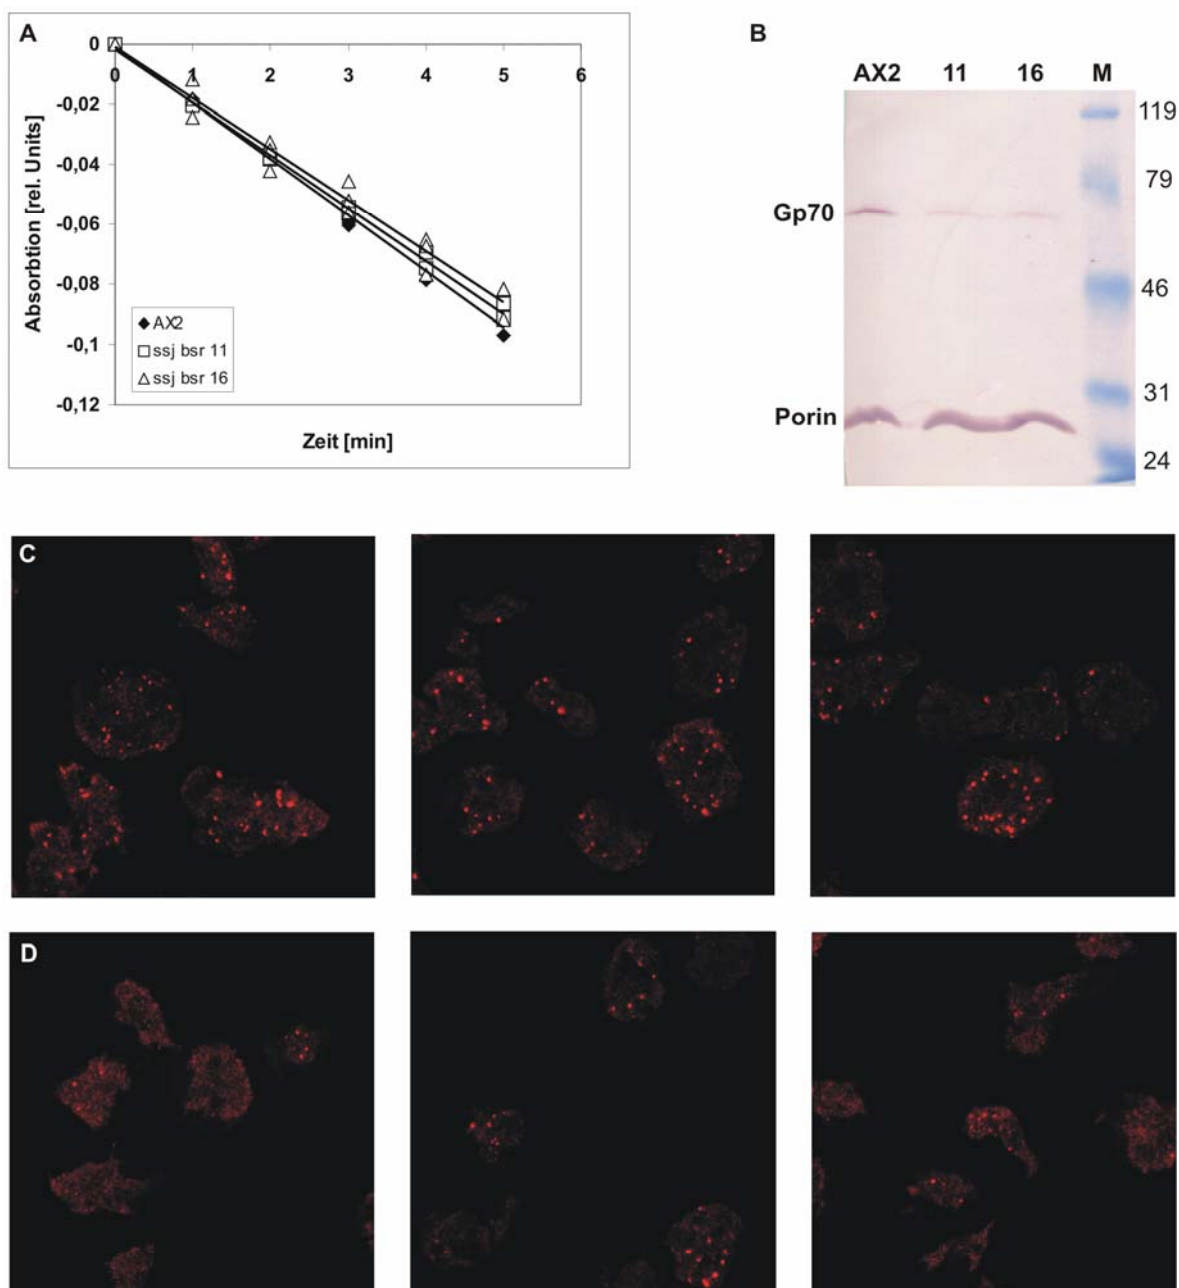 A
0
0 1 2 3 4 5 6
-0,02
-0,04
-0,06
-0,08
-0,1
-0,12
Absorbtion [rel. Units]
AX2
ssj bsr 11
ssj bsr 16
Zeit [min]
B
AX2 11 16 M
119
79
Gp70
46
31
Porin
24
C
D